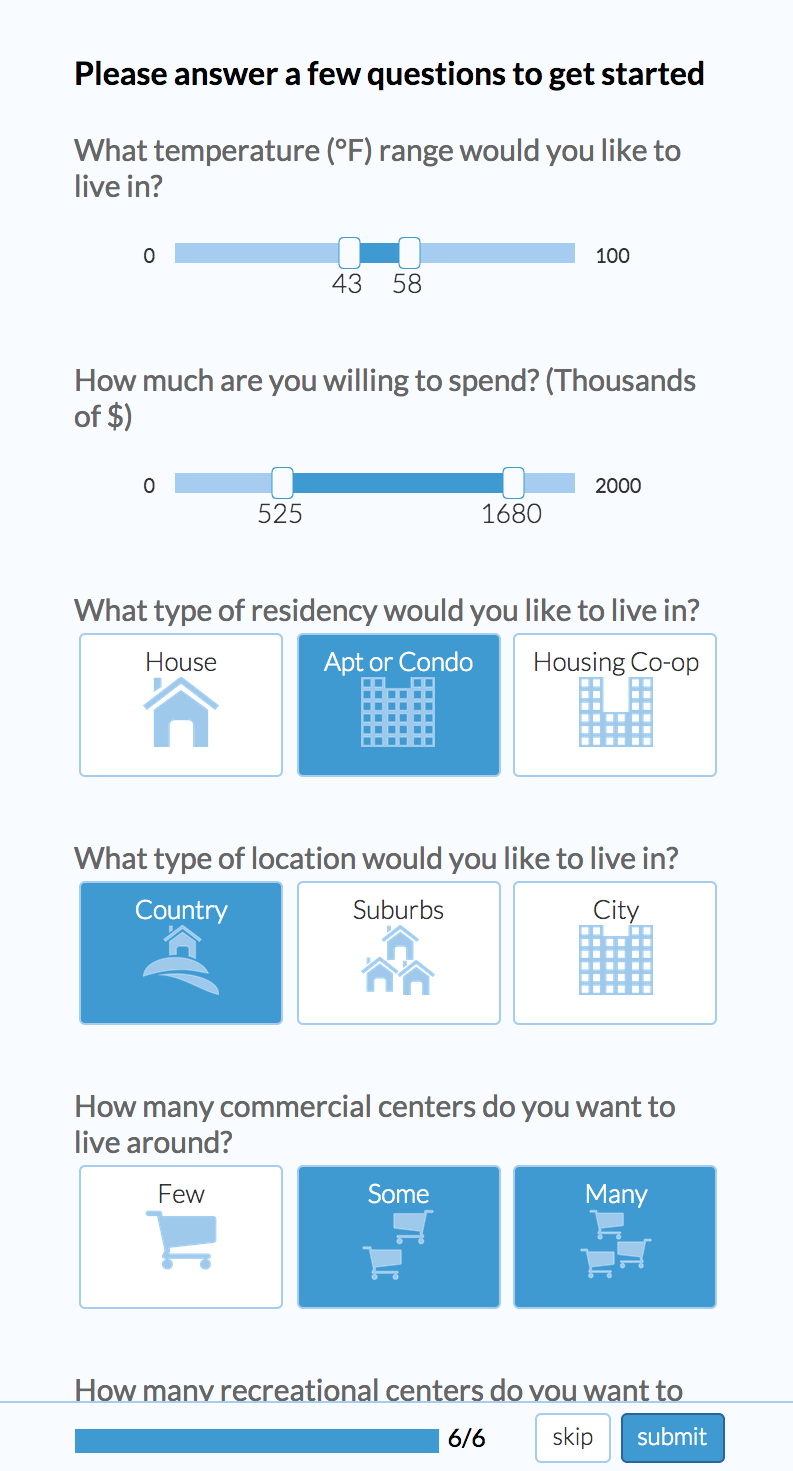 Please answer a few questions to get started
What temperature (°F) range would you like to
live in?
0 100
43 58
How much are you willing to spend? (Thousands
of $)
0 2000
525 1680
What type of residency would you like to live in?
House Apt or Condo Housing Co-op
What type of location would you like to live in?
Country Suburbs City
How many commercial centers do you want to
live around?
Few Some Many
How many recreational centers do you want to
6/6 skip submit